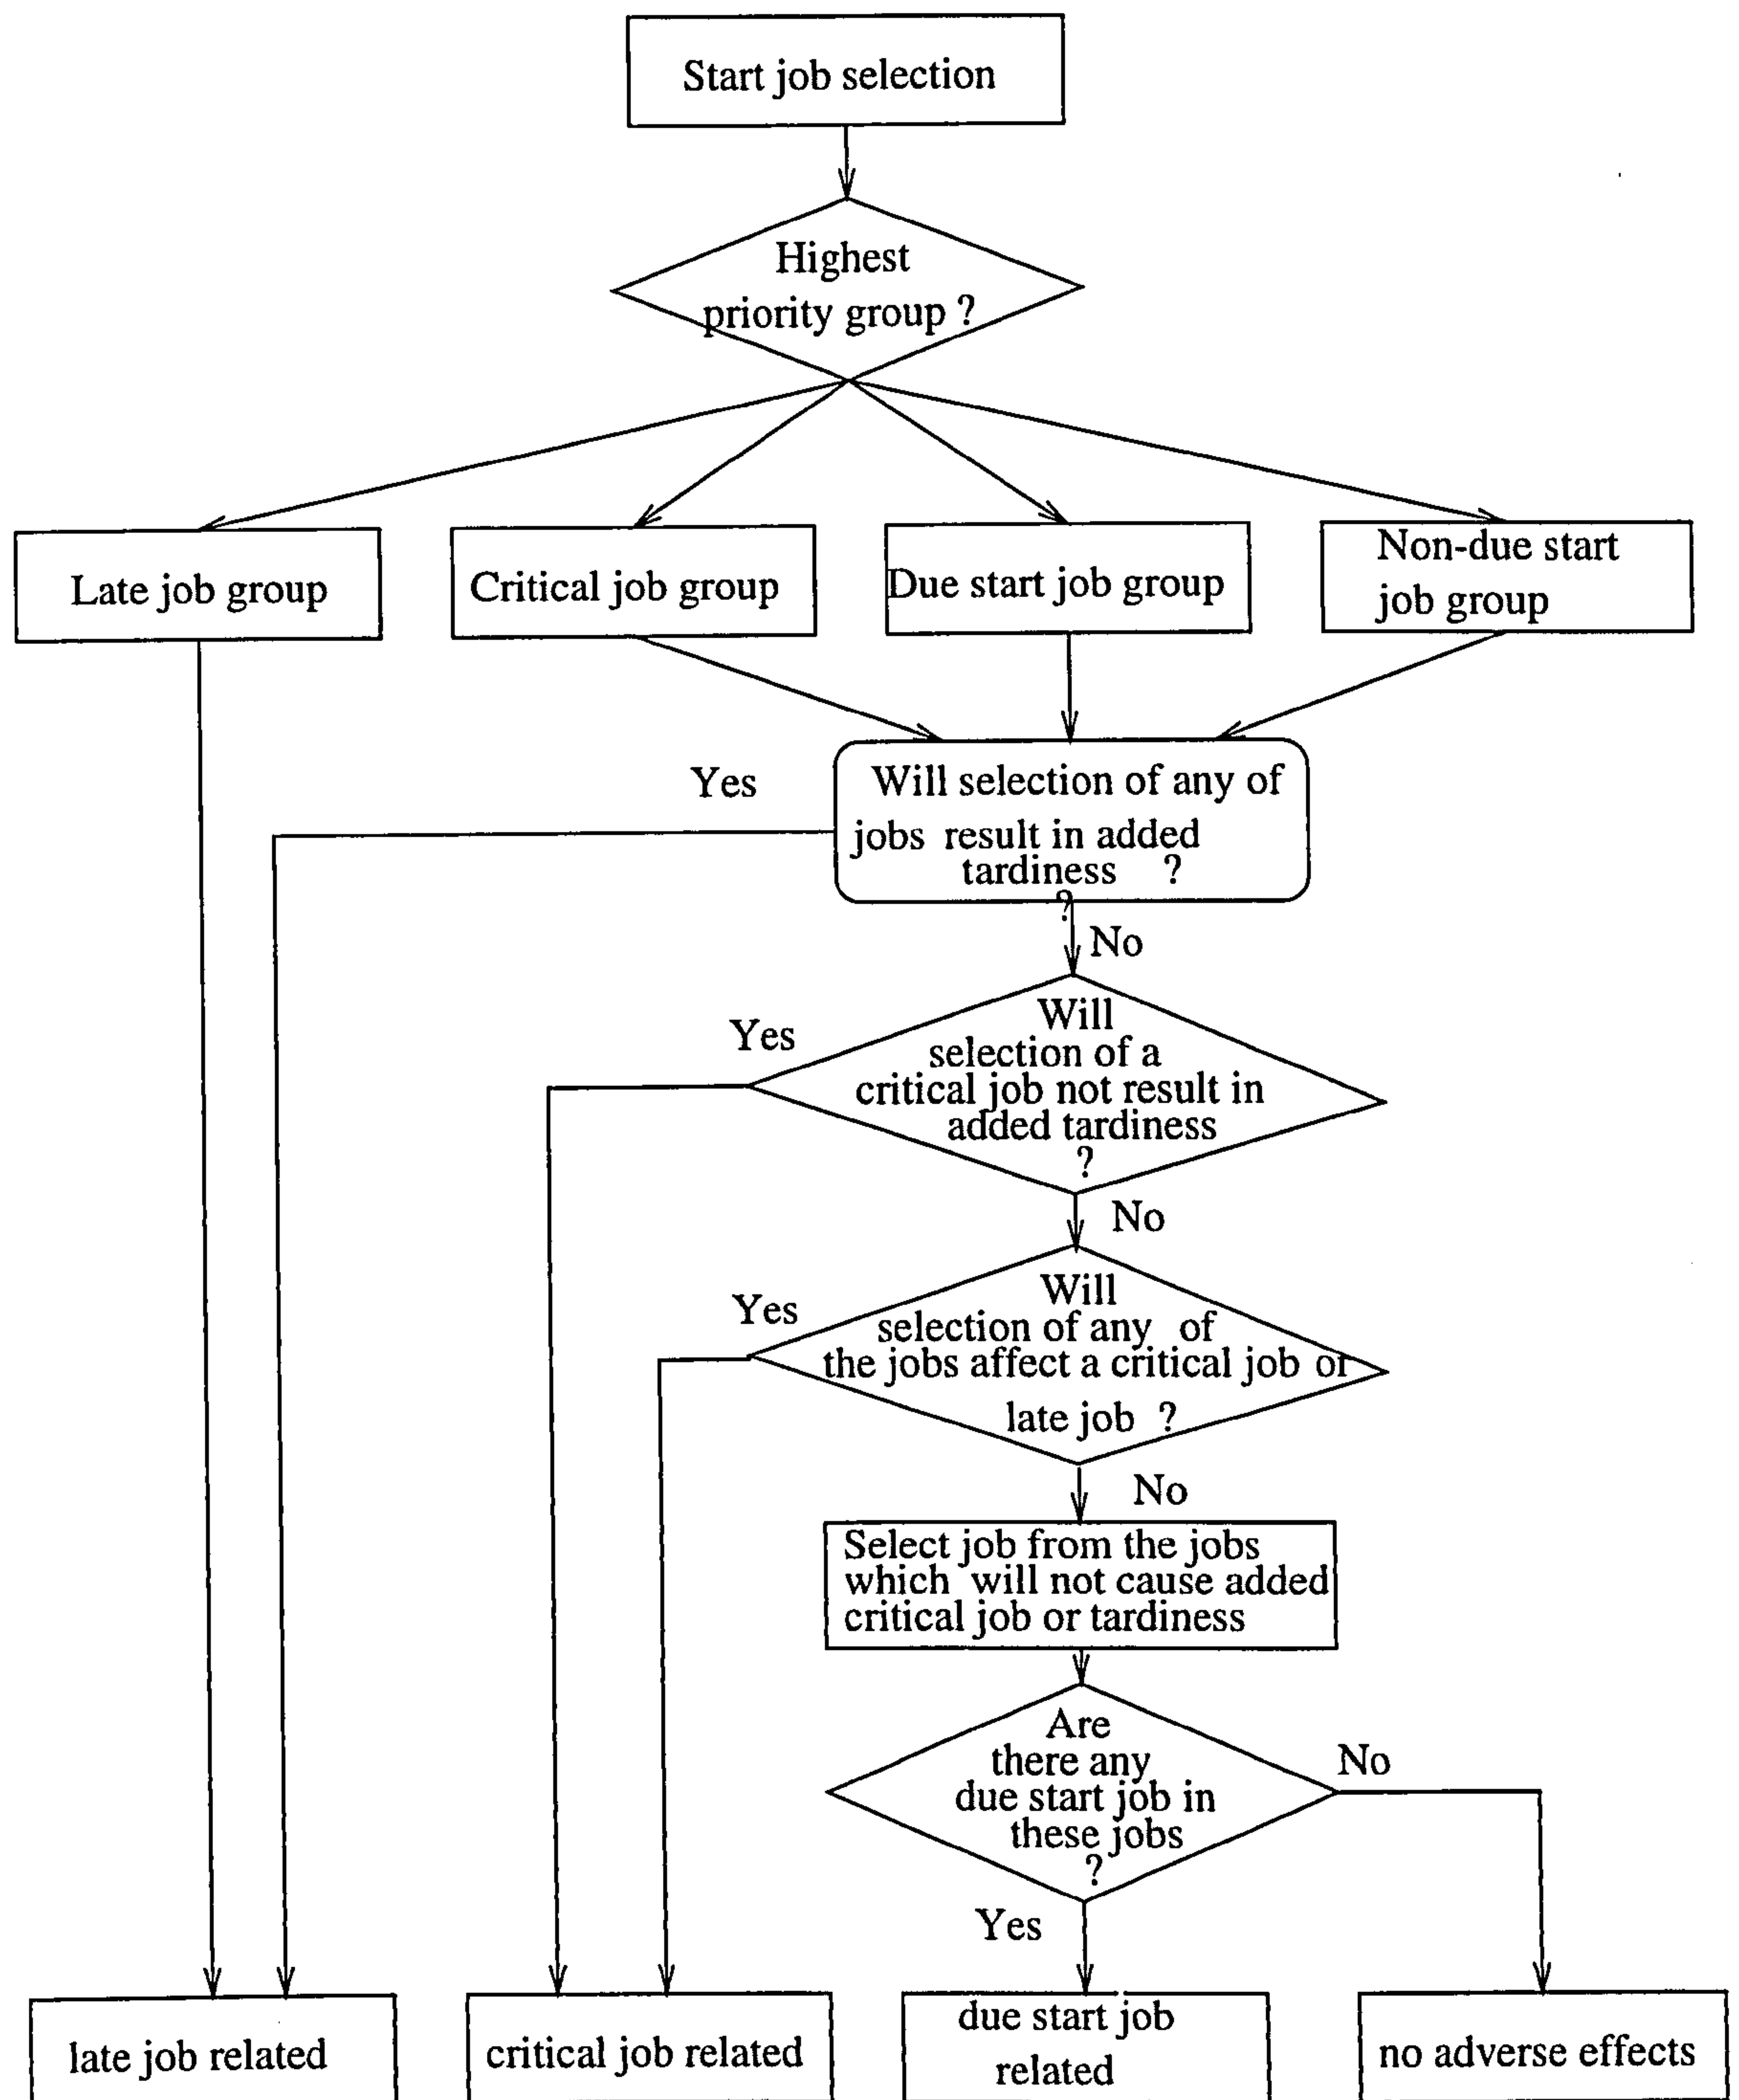 Start job selection
Highest
priority group ?
Late job group
Critical job group
Due start job group
Non-due start
job group
Yes
Will selection of any of
jobs result in added
tardiness ?
?
No
Yes
Will
selection of a
critical job not result in
added tardiness
?
No
Yes
Will
selection of any of
the jobs affect a critical job or
late job ?
No
Select job from the jobs
which will not cause added
critical job or tardiness
Are
there any
due start job in
these jobs
?
No
Yes
late job related
critical job related
due start job
related
no adverse effects